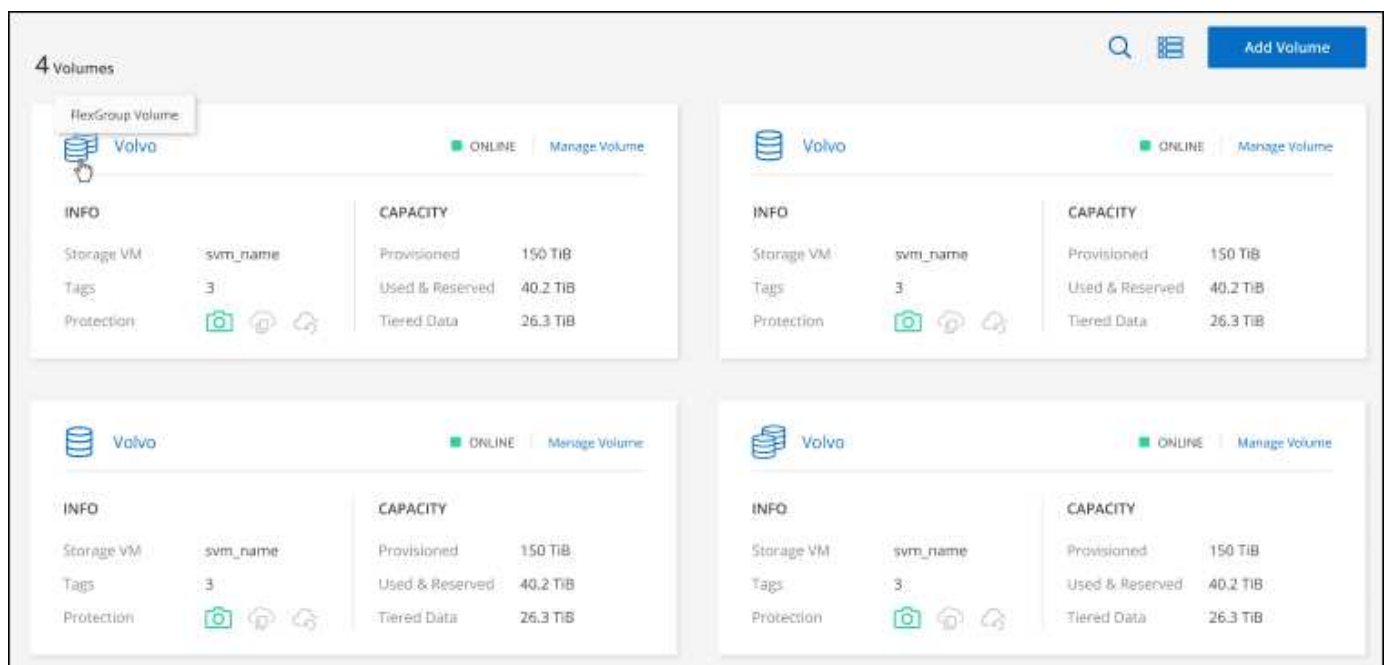 4 Volumes
Add Volume
FlexGroup Volume
Volvo
ONLINE
Manage Volume
INFO
CAPACITY
Storage VM svm_name
Provisioned 150 TiB
Tags 3
Used & Reserved 40.2 TiB
Protection
Tiered Data 26.3 TiB
Volvo
ONLINE
Manage Volume
INFO
CAPACITY
Storage VM svm_name
Provisioned 150 TiB
Tags 3
Used & Reserved 40.2 TiB
Protection
Tiered Data 26.3 TiB
Volvo
ONLINE
Manage Volume
INFO
CAPACITY
Storage VM svm_name
Provisioned 150 TiB
Tags 3
Used & Reserved 40.2 TiB
Protection
Tiered Data 26.3 TiB
Volvo
ONLINE
Manage Volume
INFO
CAPACITY
Storage VM svm_name
Provisioned 150 TiB
Tags 3
Used & Reserved 40.2 TiB
Protection
Tiered Data 26.3 TiB